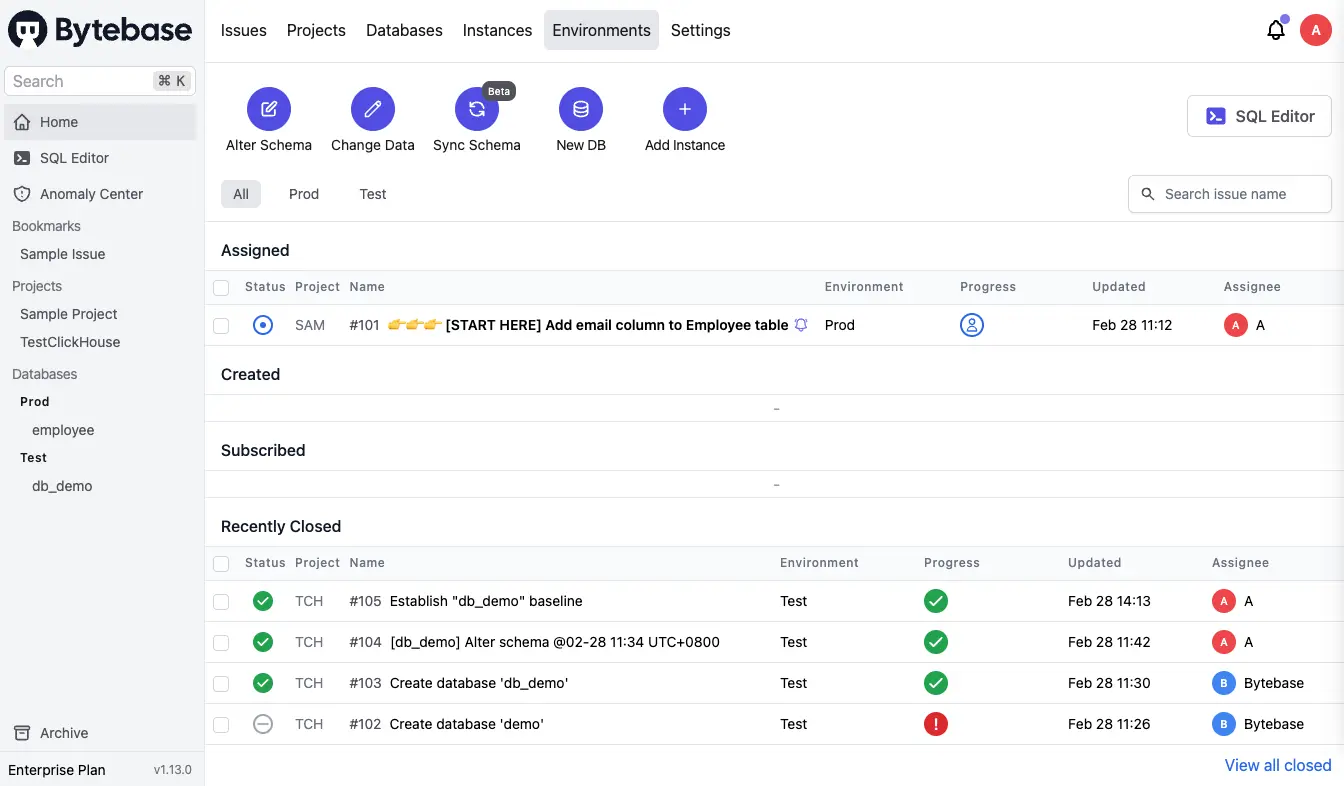 Bytebase
Issues Projects Databases Instances Environments Settings
A
Search ⌘ K
Home
SQL Editor
Anomaly Center
Bookmarks
Sample Issue
Projects
Sample Project
TestClickHouse
Databases
Prod
employee
Test
db_demo
Archive
Enterprise Plan v1.13.0
Beta
Alter Schema Change Data Sync Schema New DB Add Instance
SQL Editor
All Prod Test
Search issue name
Assigned
Status Project Name Environment Progress Updated Assignee
SAM #101 👉👉👉 [START HERE] Add email column to Employee table Prod Feb 28 11:12 A A
Created
-
Subscribed
-
Recently Closed
Status Project Name Environment Progress Updated Assignee
TCH #105 Establish "db_demo" baseline Test Feb 28 14:13 A A
TCH #104 [db_demo] Alter schema @02-28 11:34 UTC+0800 Test Feb 28 11:42 A A
TCH #103 Create database 'db_demo' Test Feb 28 11:30 B Bytebase
TCH #102 Create database 'demo' Test ! Feb 28 11:26 B Bytebase
View all closed